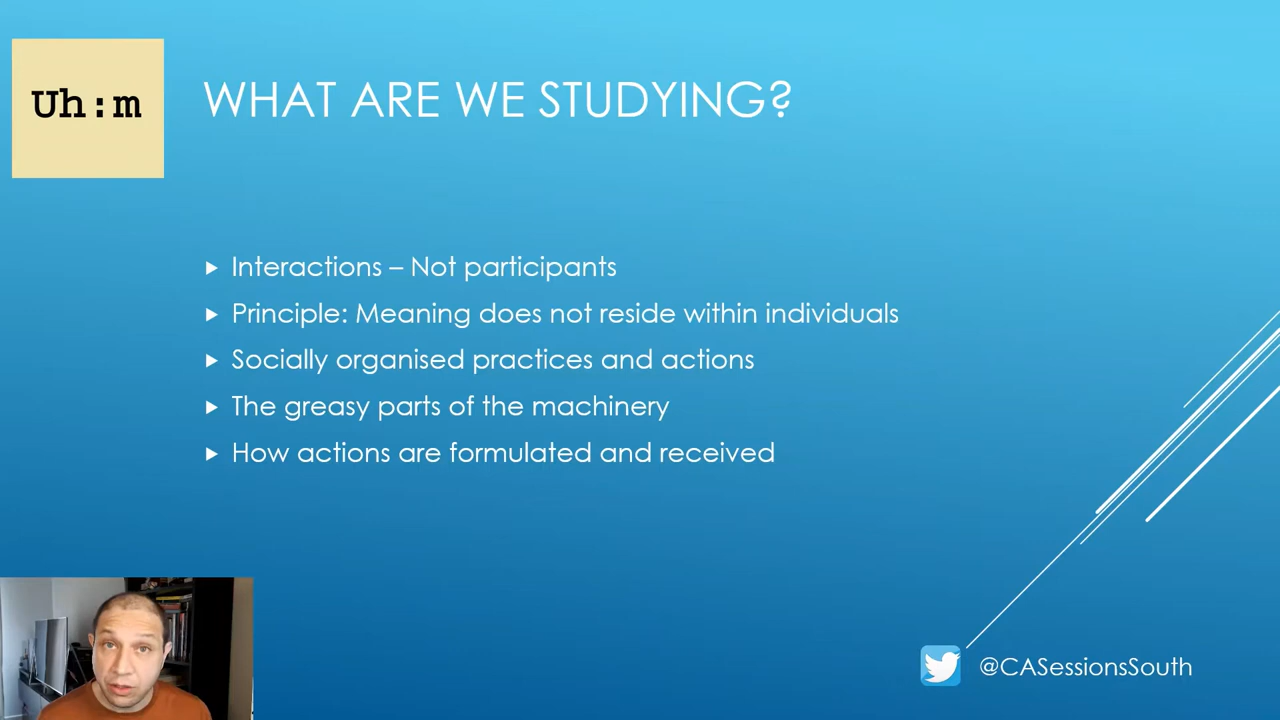 Uh:m
WHAT ARE WE STUDYING?
Interactions – Not participants
Principle: Meaning does not reside within individuals
Socially organised practices and actions
The greasy parts of the machinery
How actions are formulated and received
@CASessionsSouth